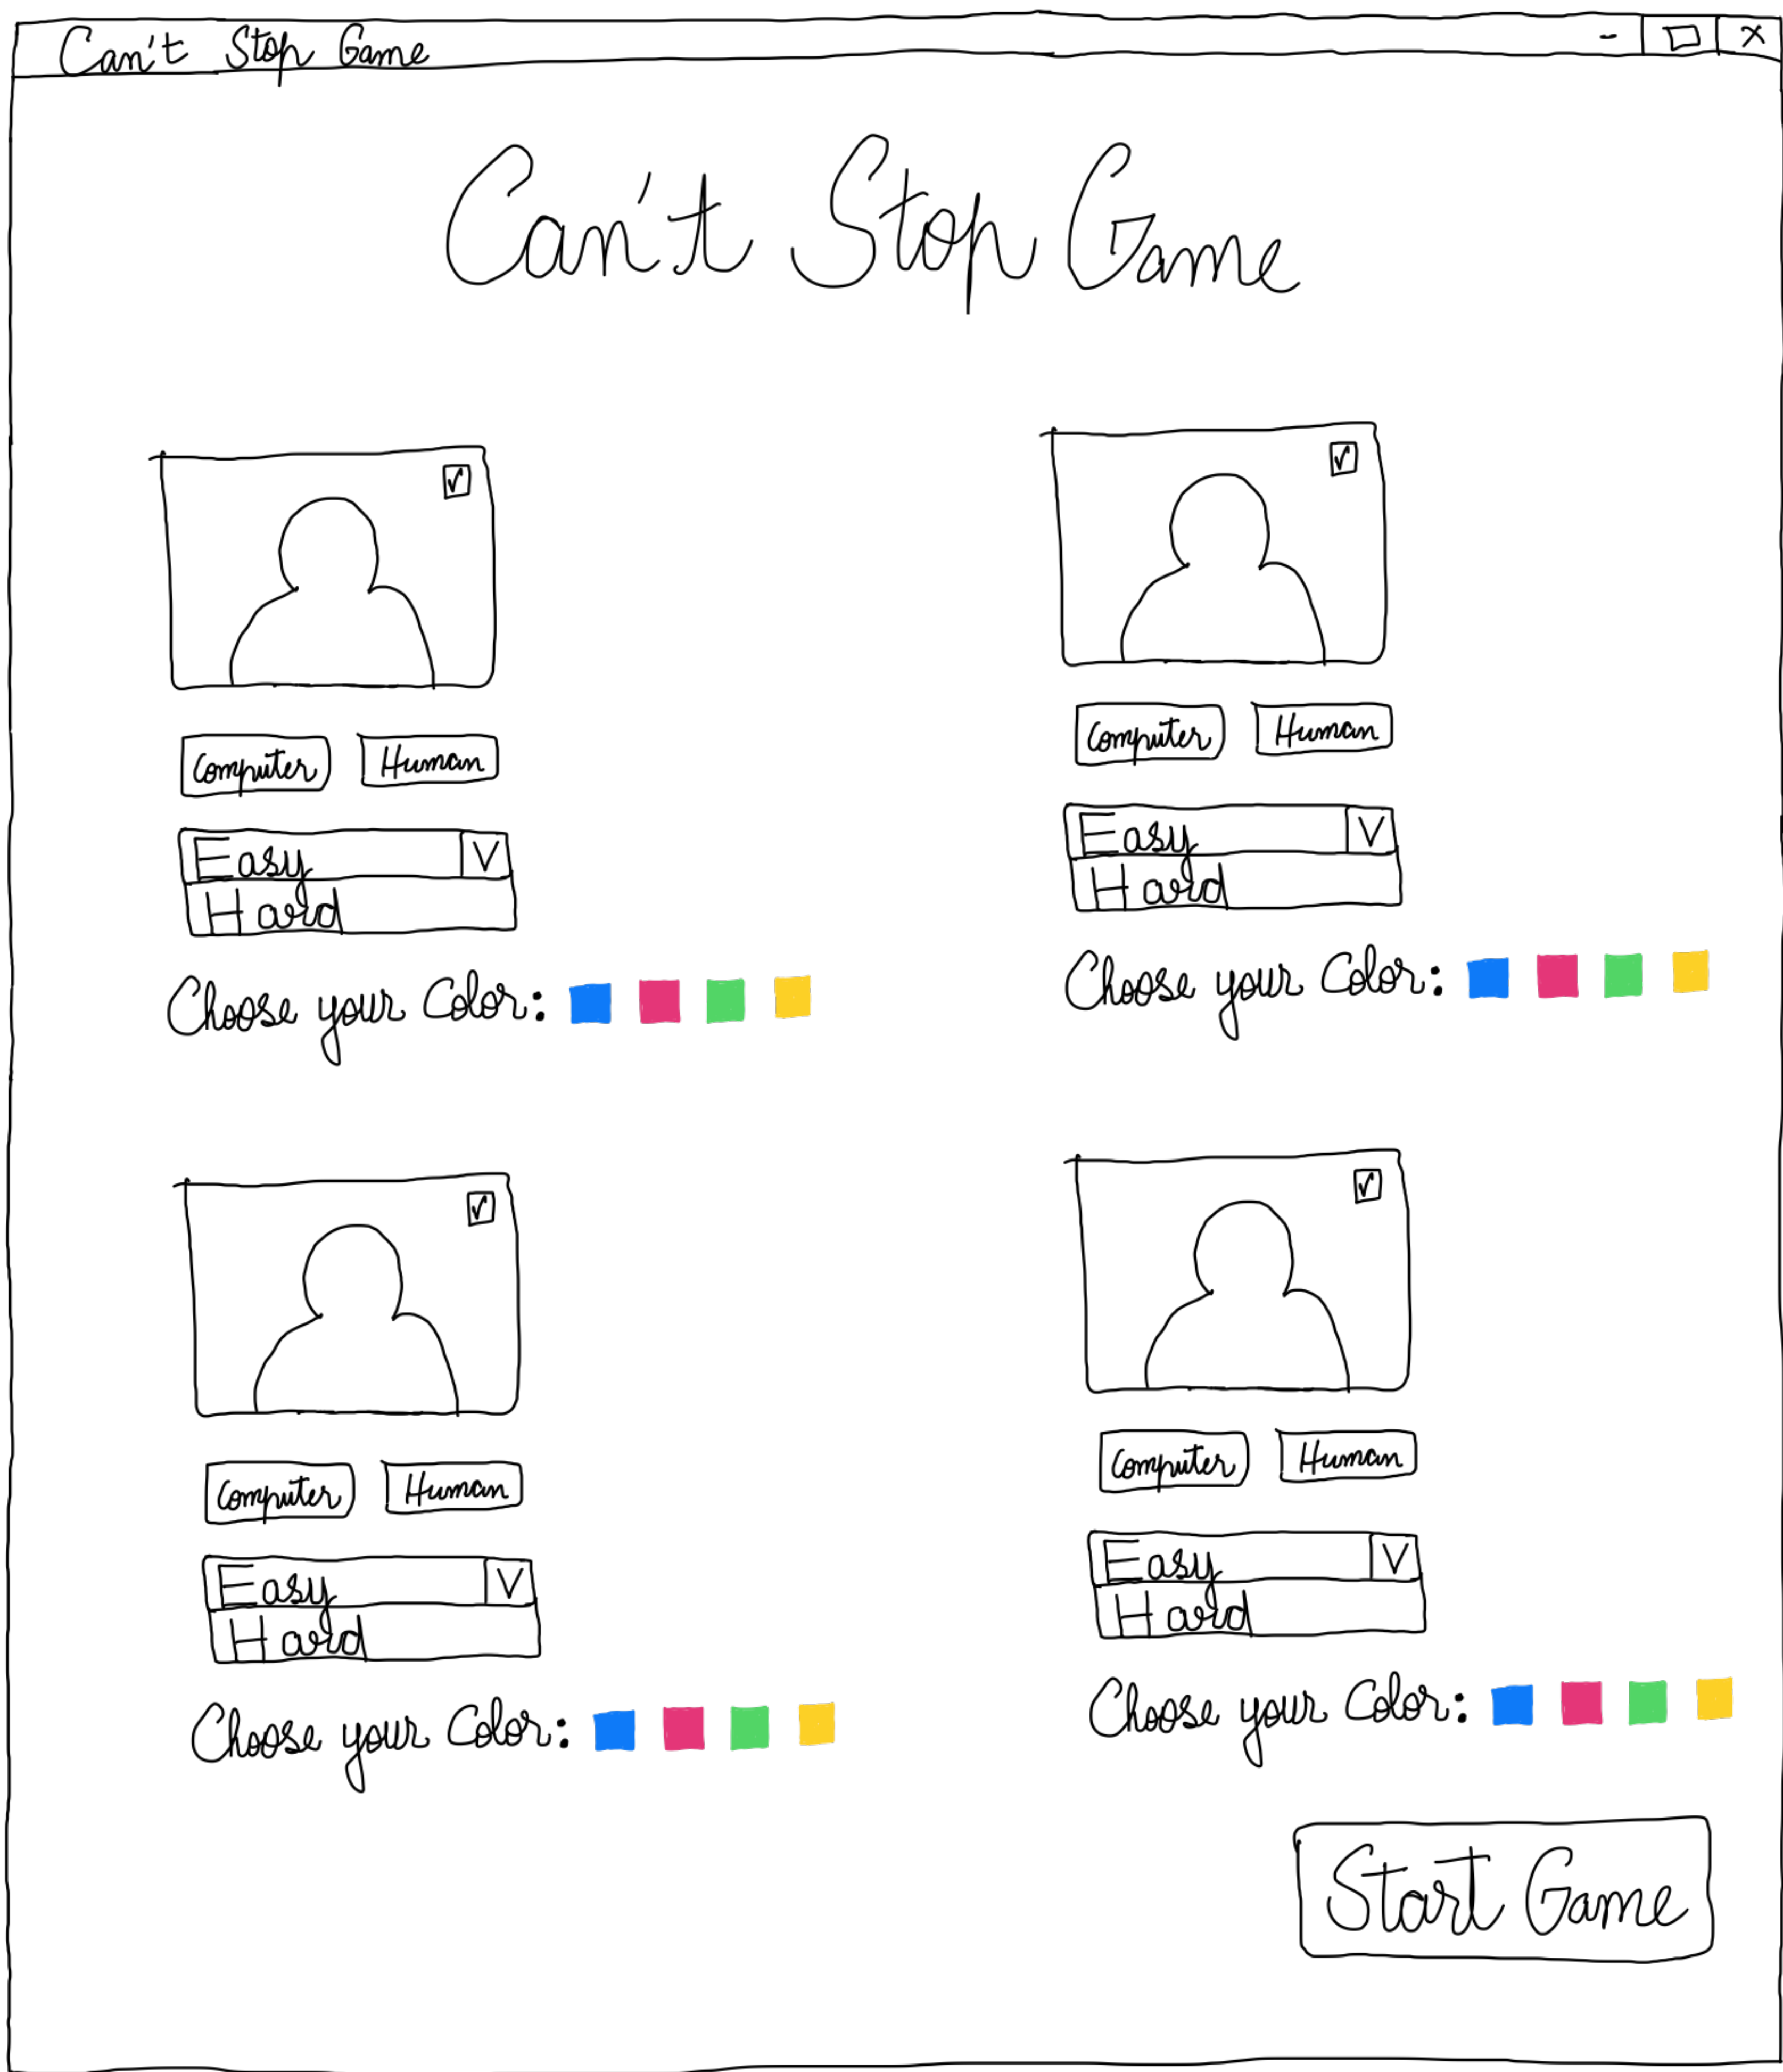 Can't Stop Game
Can't Stop Game
Computer Human
Easy V
Hard
Choose your Color:
Computer Human
Easy V
Hard
Choose your Color:
Computer Human
Easy V
Hard
Choose your Color:
Computer Human
Easy V
Hard
Choose your Color:
Start Game